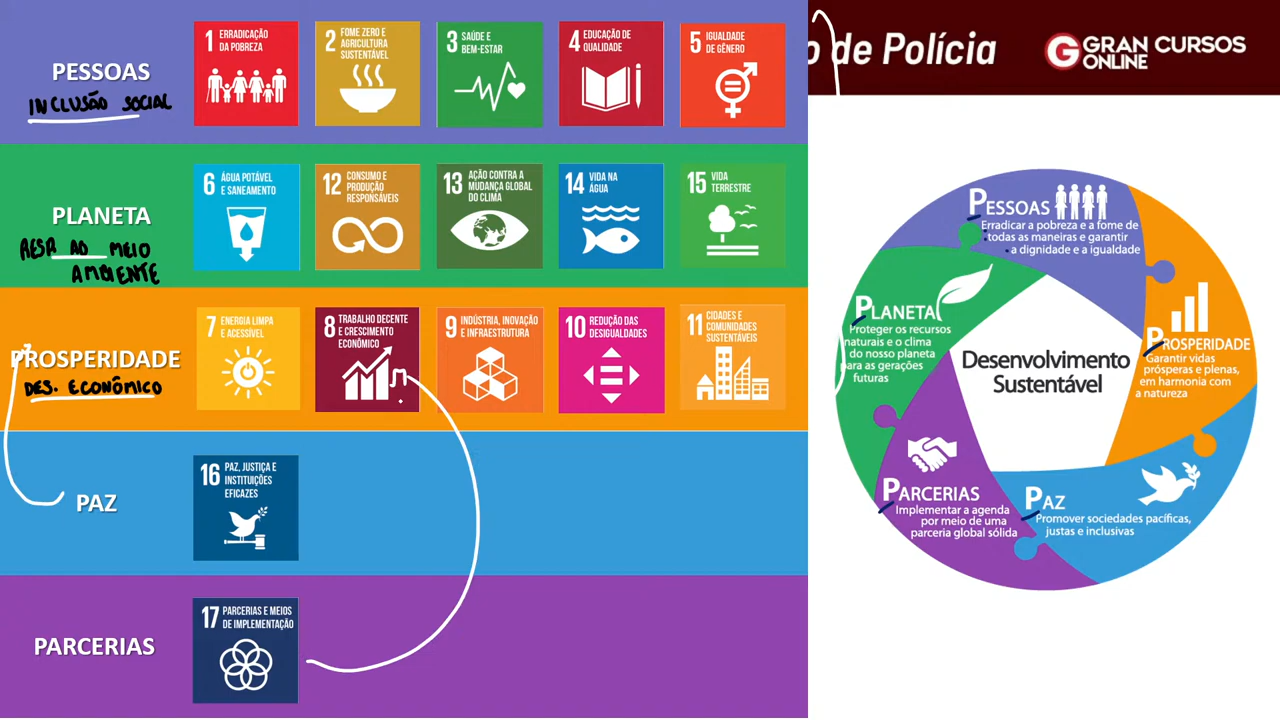 PESSOAS
INCLUSÃO SOCIAL
1 ERRADICAÇÃO
DA POBREZA
2 FOME ZERO E
AGRICULTURA
SUSTENTÁVEL
3 SAÚDE E
BEM-ESTAR
4 EDUCAÇÃO DE
QUALIDADE
5 IGUALDADE
DE GÊNERO
PLANETA
RESP. AO MEIO
AMBIENTE
6 ÁGUA POTÁVEL
E SANEAMENTO
12 CONSUMO E
PRODUÇÃO
RESPONSÁVEIS
13 AÇÃO CONTRA A
MUDANÇA GLOBAL
DO CLIMA
14 VIDA NA
ÁGUA
15 VIDA
TERRESTRE
PROSPERIDADE
DES. ECONÔMICO
7 ENERGIA LIMPA
E ACESSÍVEL
8 TRABALHO DECENTE
E CRESCIMENTO
ECONÔMICO
9 INDÚSTRIA, INOVAÇÃO
E INFRAESTRUTURA
10 REDUÇÃO DAS
DESIGUALDADES
11 CIDADES E
COMUNIDADES
SUSTENTÁVEIS
PAZ
16 PAZ, JUSTIÇA E
INSTITUIÇÕES
EFICAZES
PARCERIAS
17 PARCERIAS E MEIOS
DE IMPLEMENTAÇÃO
o de Polícia
GRAN CURSOS
ONLINE
PESSOAS
Erradicar a pobreza e a fome de
todas as maneiras e garantir
a dignidade e a igualdade
PLANETA
Proteger os recursos
naturais e o clima
do nosso planeta
para as gerações
futuras
PROSPERIDADE
Garantir vidas
prósperas e plenas,
em harmonia com
a natureza
Desenvolvimento
Sustentável
PARCERIAS
Implementar a agenda
por meio de uma
parceria global sólida
PAZ
Promover sociedades pacíficas,
justas e inclusivas